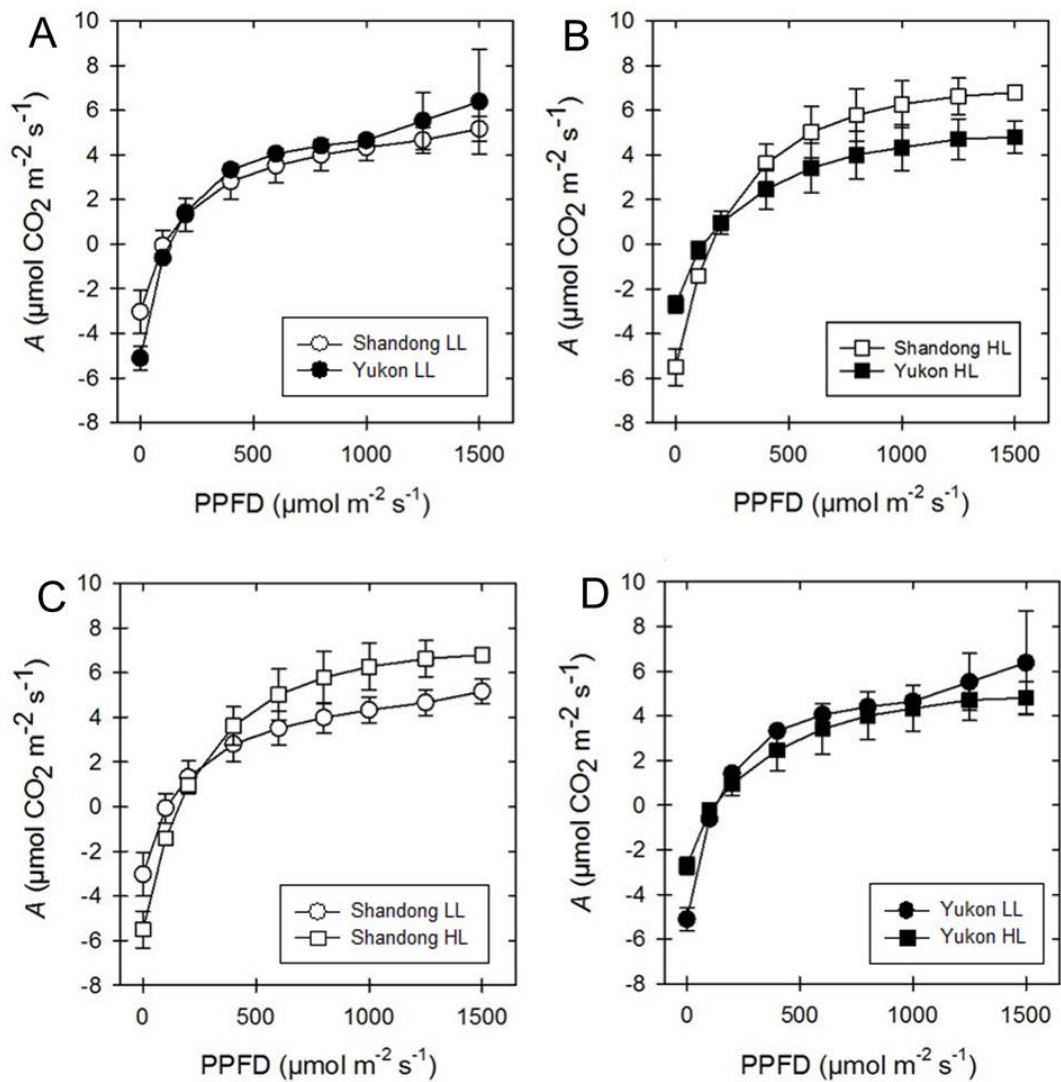 A
10
8
6
4
2
0
-2
-4
-6
-8
A (µmol CO₂ m⁻² s⁻¹)
Shandong LL
Yukon LL
0 500 1000 1500
PPFD (µmol m⁻² s⁻¹)
B
10
8
6
4
2
0
-2
-4
-6
-8
A (µmol CO₂ m⁻² s⁻¹)
Shandong HL
Yukon HL
0 500 1000 1500
PPFD (µmol m⁻² s⁻¹)
C
10
8
6
4
2
0
-2
-4
-6
-8
A (µmol CO₂ m⁻² s⁻¹)
Shandong LL
Shandong HL
0 500 1000 1500
PPFD (µmol m⁻² s⁻¹)
D
10
8
6
4
2
0
-2
-4
-6
-8
A (µmol CO₂ m⁻² s⁻¹)
Yukon LL
Yukon HL
0 500 1000 1500
PPFD (µmol m⁻² s⁻¹)